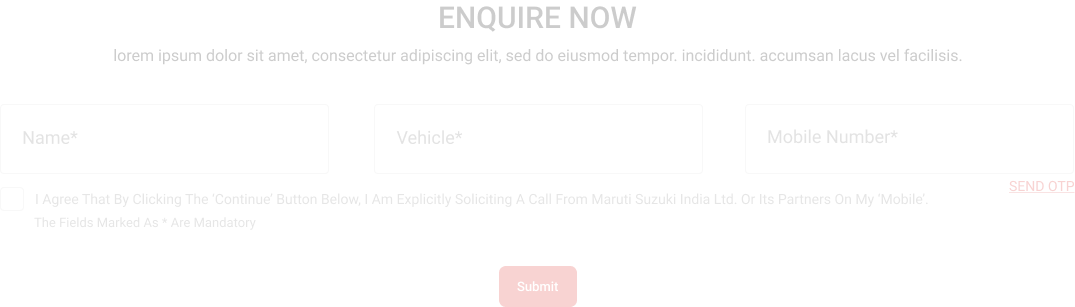 ENQUIRE NOW
lorem ipsum dolor sit amet, consectetur adipiscing elit, sed do eiusmod tempor. incididunt. accumsan lacus vel facilisis.
Name*
Vehicle*
Mobile Number*
SEND OTP
I Agree That By Clicking The 'Continue' Button Below, I Am Explicitly Soliciting A Call From Maruti Suzuki India Ltd. Or Its Partners On My 'Mobile'.
The Fields Marked As * Are Mandatory
Submit